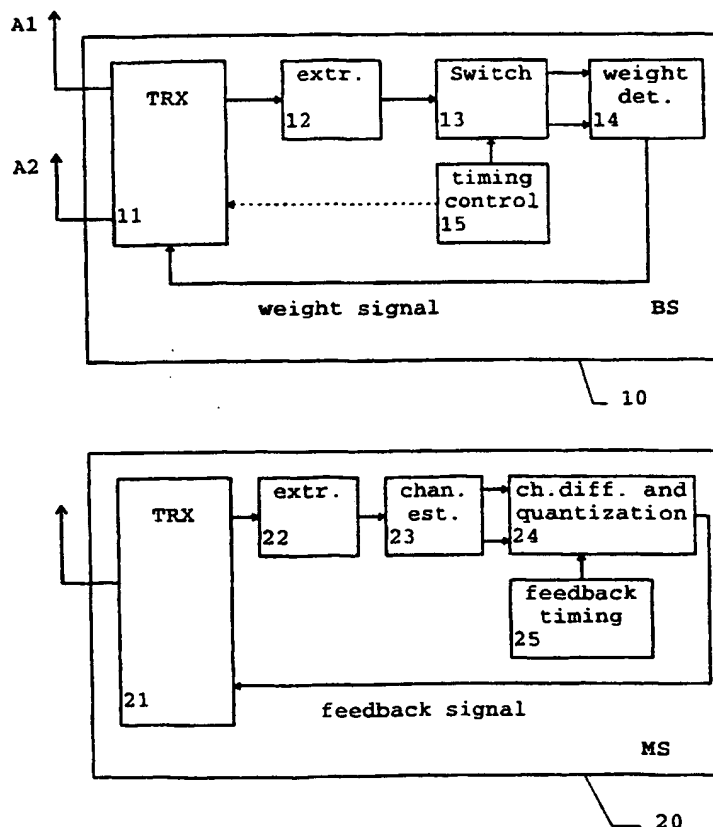 A1
TRX
extr.
12
Switch
13
weight
det.
14
A2
11
timing
control
15
weight signal
BS
10
TRX
extr.
22
chan.
est.
23
ch.diff. and
quantization
24
feedback
timing
25
21
feedback signal
MS
20